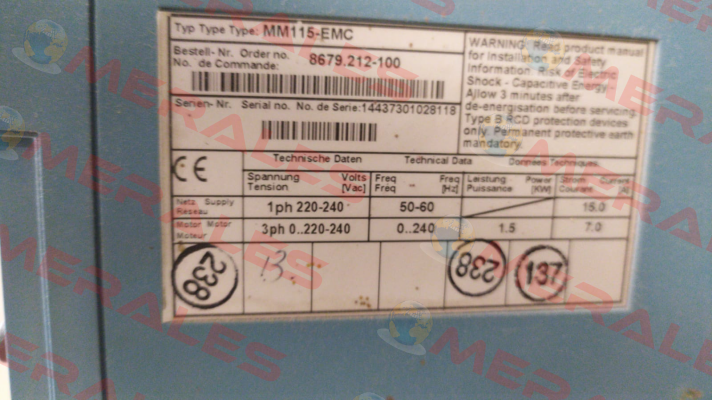 Typ Type Type: MM115-EMC
Bestell- Nr. Order no. 8679.212-100
No. de Commande:
Serien- Nr. Serial no. No. de Serie: 14437301028118
WARNING: Read product manual
for Installation and Safety
Information. Risk of Electric
Shock - Capacitive Energy -
Allow 3 minutes after
de-energisation before servicing.
Type B RCD protection devices
only. Permanent protective earth
mandatory.
CE
Technische Daten Technical Data Données Techniques
Spannung Volts Freq Freq Leistung Power Strom Current
Tension [Vac] Freq [Hz] Puissance [KW] Courant [A]
Netz Supply 1ph 220-240 50-60 15.0
Réseau
Motor Motor 3ph 0..220-240 0..240 1.5 7.0
Moteur
238 13. 238 137
MERALES
OMERALES